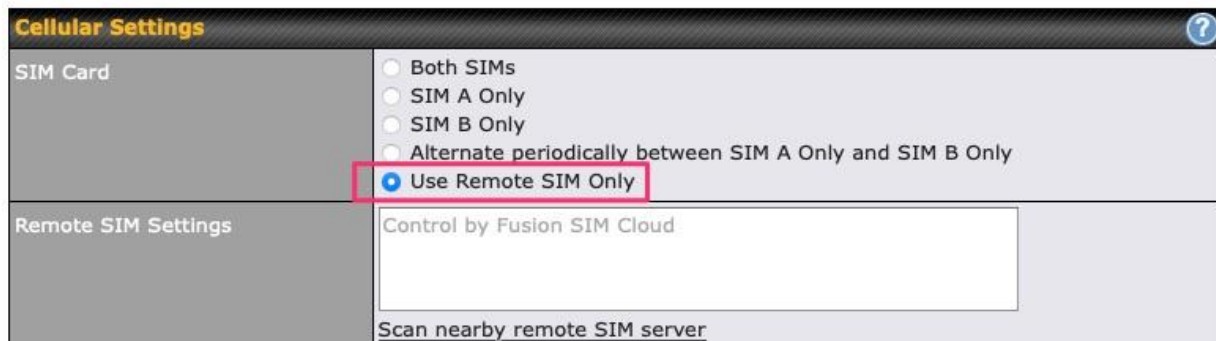 Cellular Settings
?
SIM Card
Both SIMs
SIM A Only
SIM B Only
Alternate periodically between SIM A Only and SIM B Only
Use Remote SIM Only
Remote SIM Settings
Control by Fusion SIM Cloud
Scan nearby remote SIM server